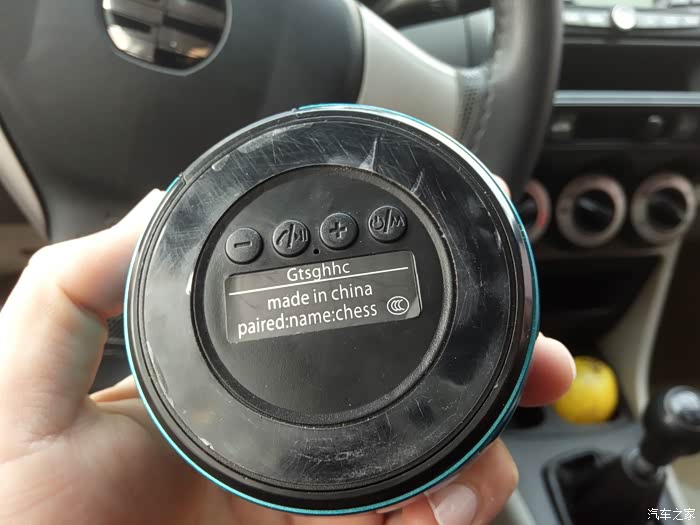 Gtsghhc
made in china
paired:name:chess
汽车之家